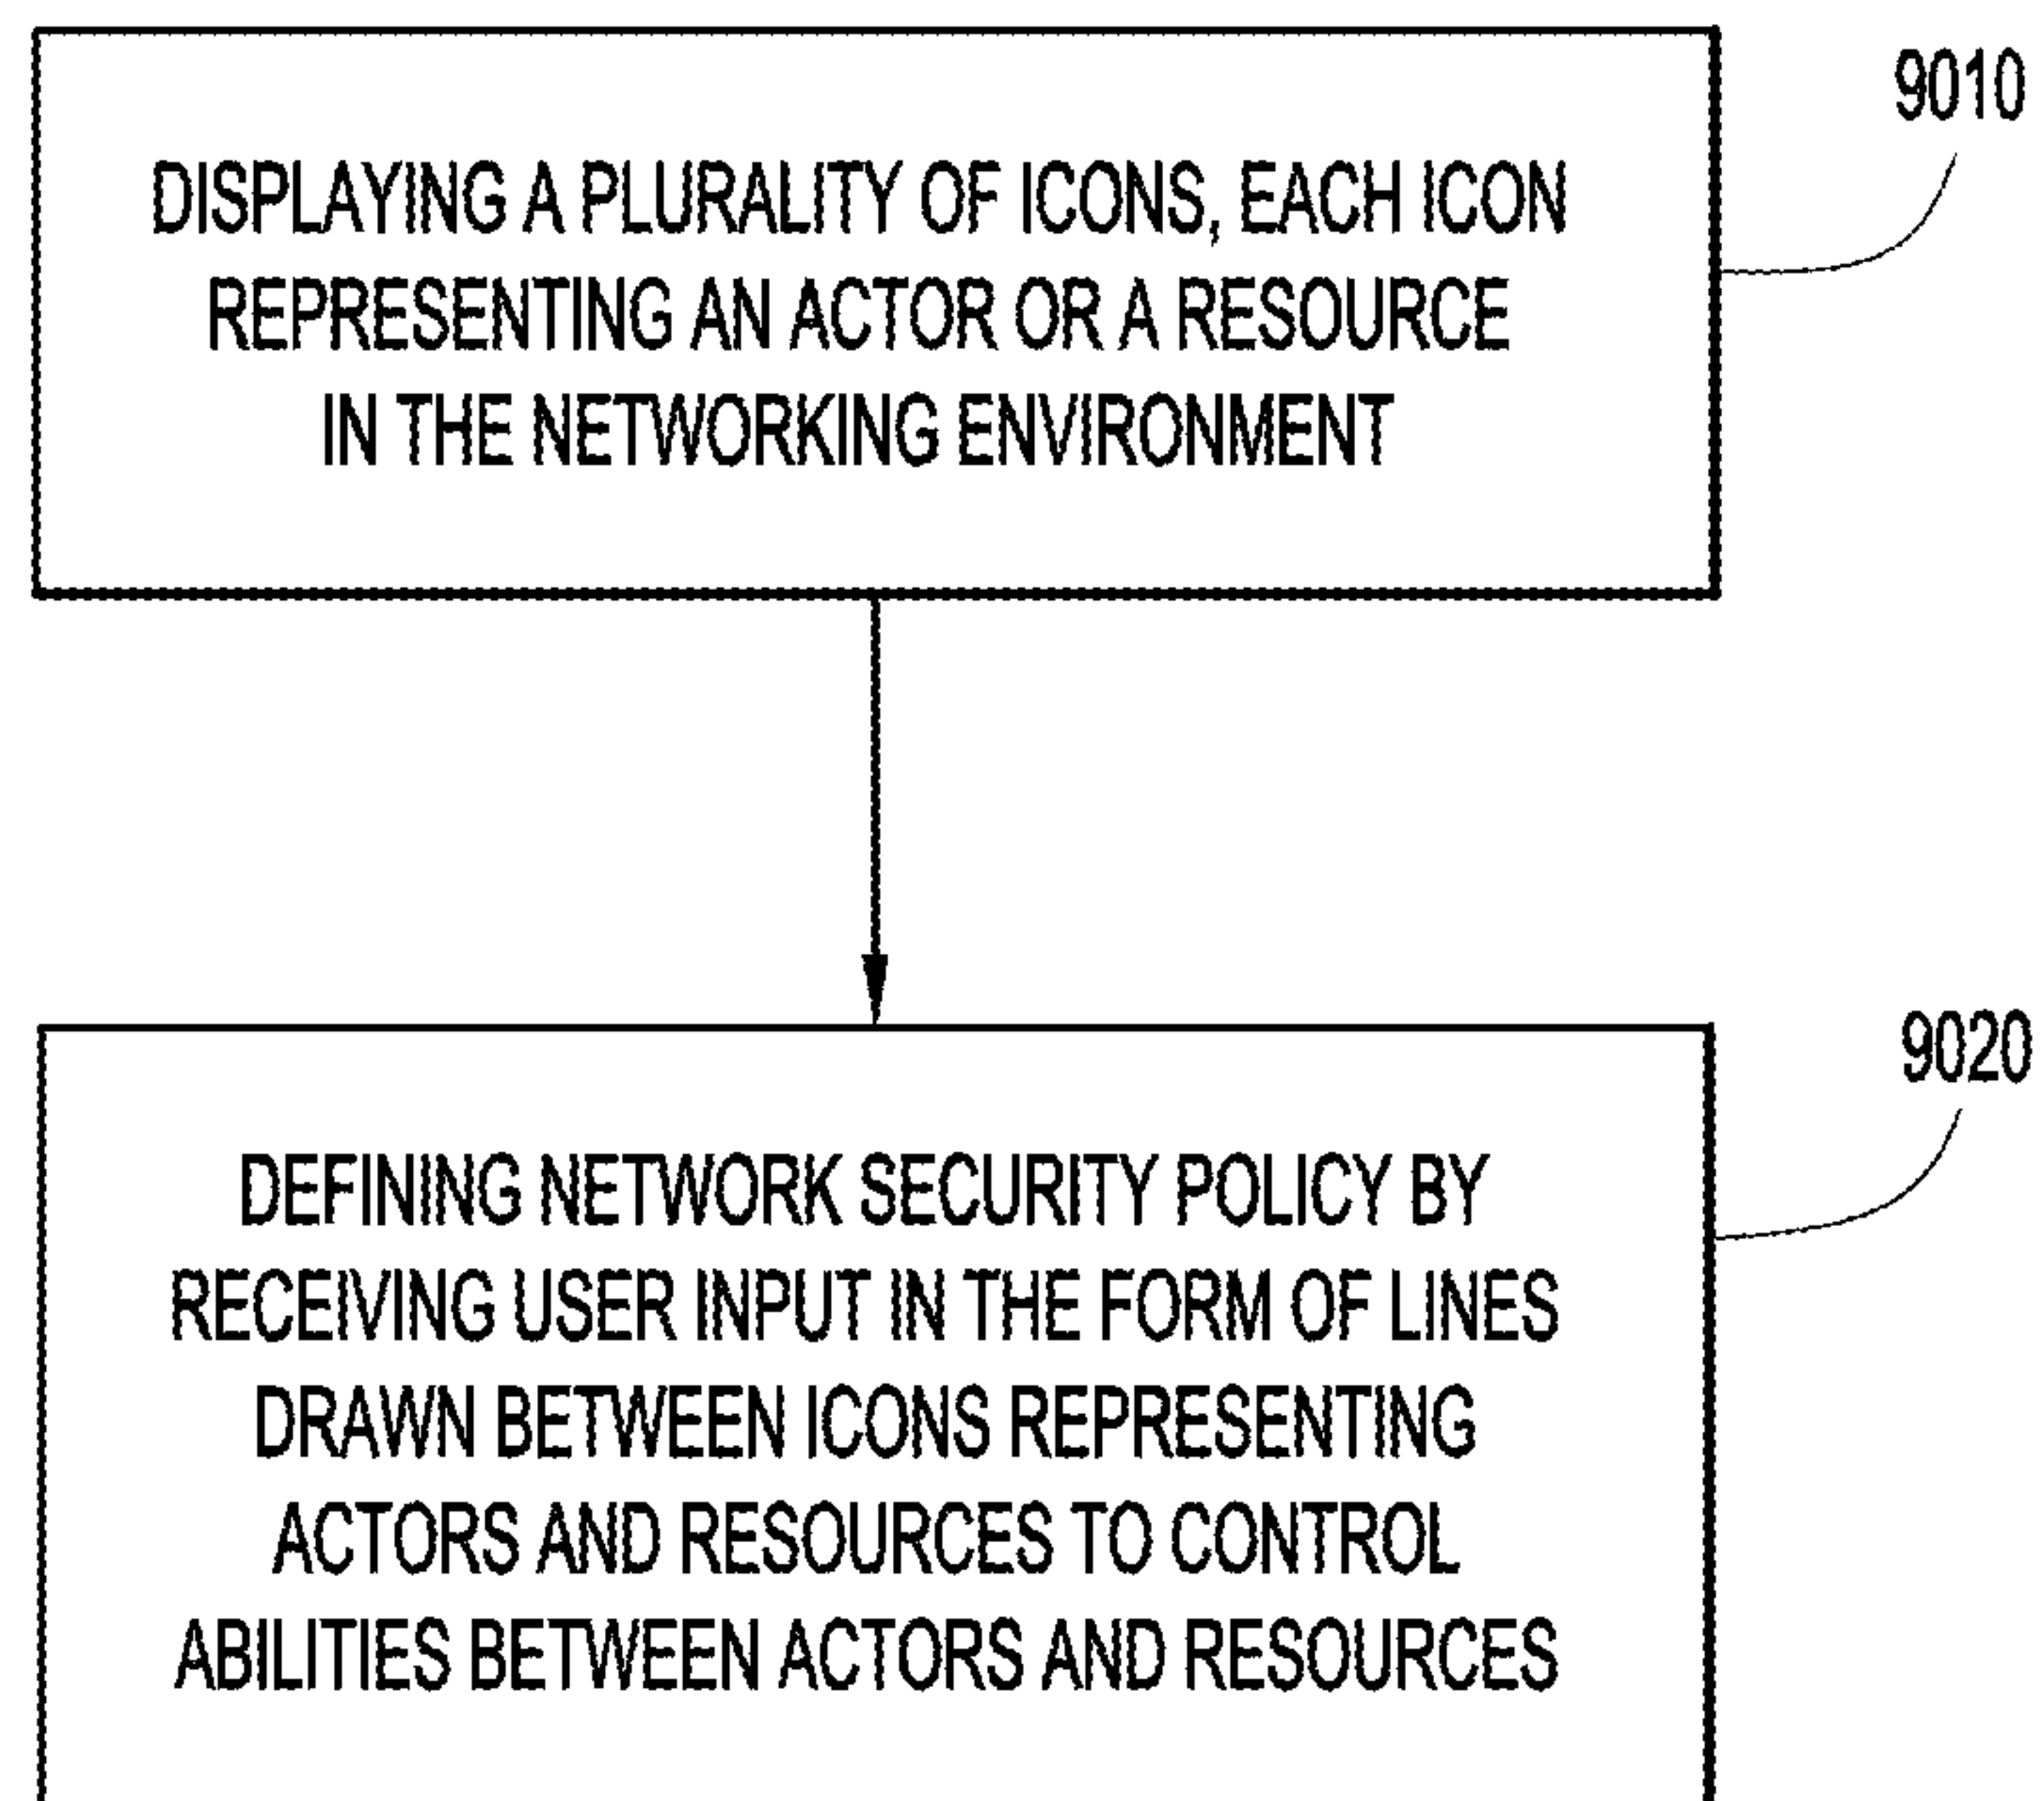 9010
DISPLAYING A PLURALITY OF ICONS, EACH ICON
REPRESENTING AN ACTOR OR A RESOURCE
IN THE NETWORKING ENVIRONMENT
9020
DEFINING NETWORK SECURITY POLICY BY
RECEIVING USER INPUT IN THE FORM OF LINES
DRAWN BETWEEN ICONS REPRESENTING
ACTORS AND RESOURCES TO CONTROL
ABILITIES BETWEEN ACTORS AND RESOURCES